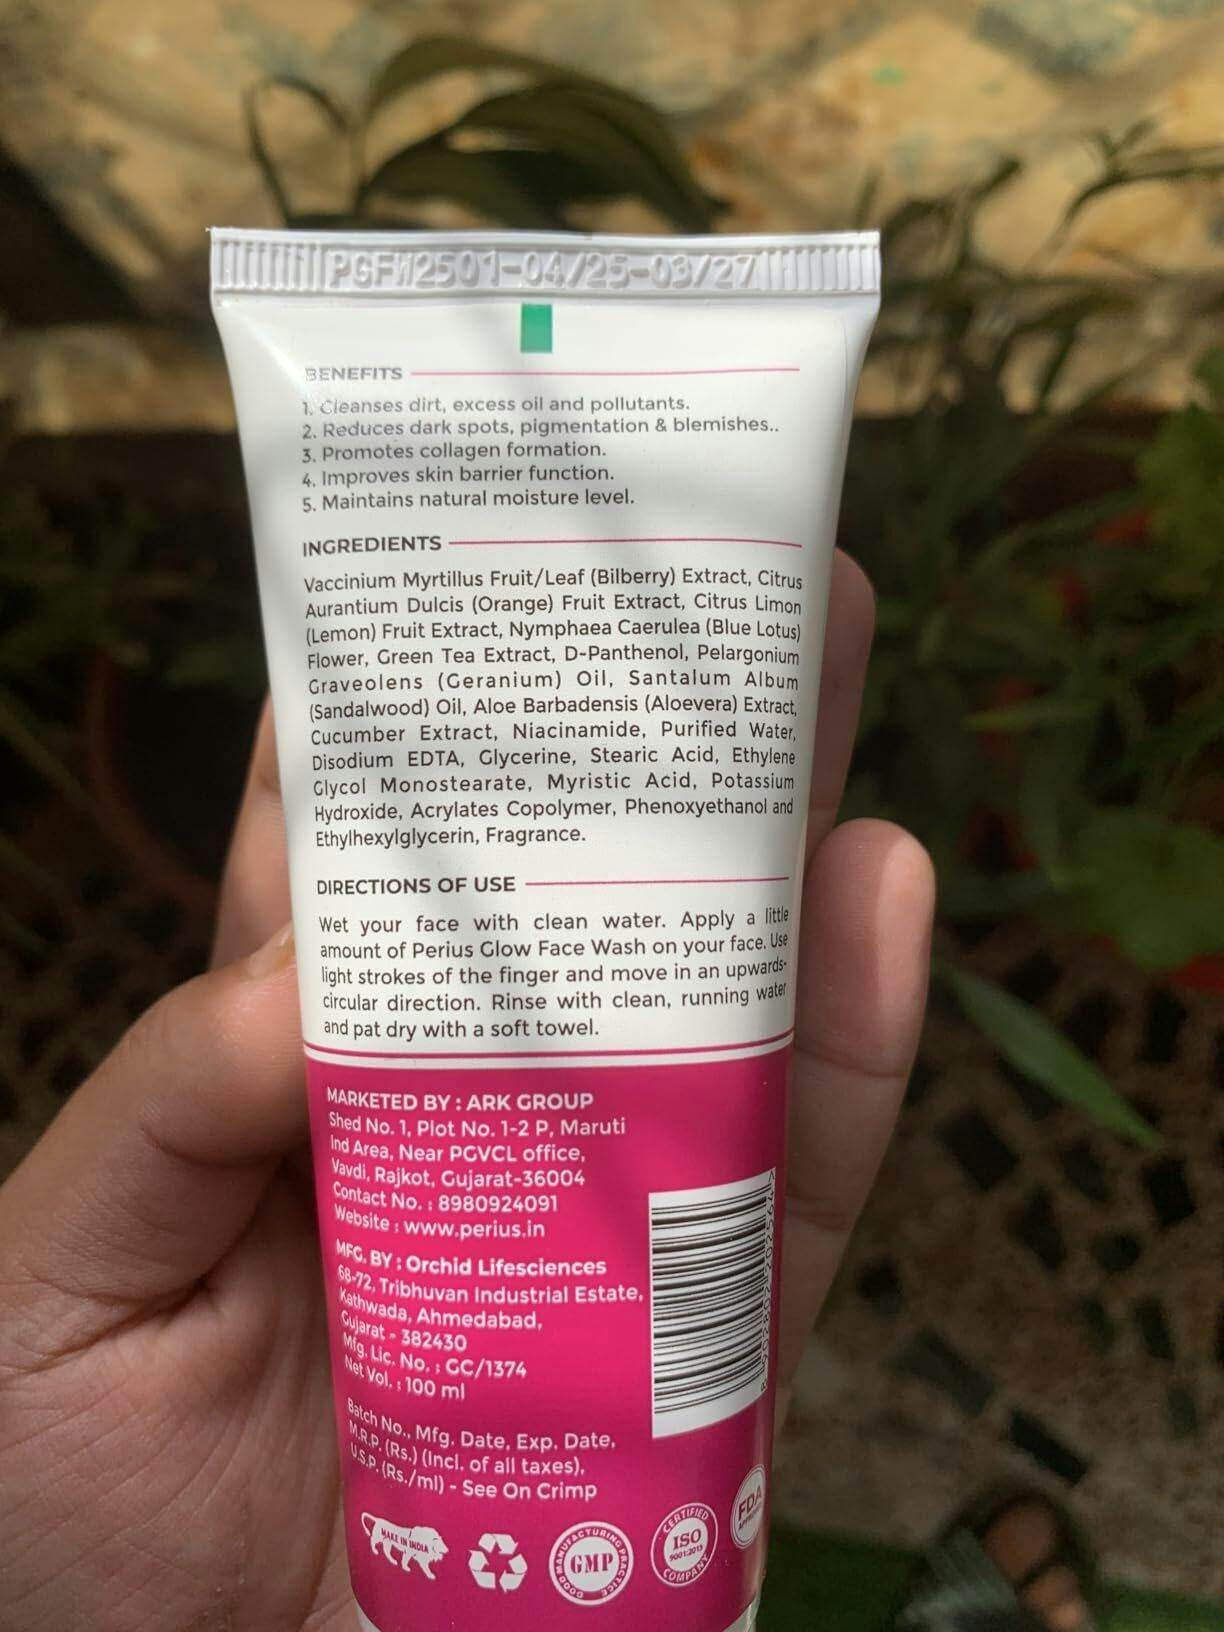 PGFW2501-04/25-03/27
BENEFITS
1. Cleanses dirt, excess oil and pollutants.
2. Reduces dark spots, pigmentation & blemishes..
3. Promotes collagen formation.
4. Improves skin barrier function.
5. Maintains natural moisture level.
INGREDIENTS
Vaccinium Myrtillus Fruit/Leaf (Bilberry) Extract, Citrus
Aurantium Dulcis (Orange) Fruit Extract, Citrus Limon
(Lemon) Fruit Extract, Nymphaea Caerulea (Blue Lotus)
Flower, Green Tea Extract, D-Panthenol, Pelargonium
Graveolens (Geranium) Oil, Santalum Album
(Sandalwood) Oil, Aloe Barbadensis (Aloevera) Extract,
Cucumber Extract, Niacinamide, Purified Water,
Disodium EDTA, Glycerine, Stearic Acid, Ethylene
Glycol Monostearate, Myristic Acid, Potassium
Hydroxide, Acrylates Copolymer, Phenoxyethanol and
Ethylhexylglycerin, Fragrance.
DIRECTIONS OF USE
Wet your face with clean water. Apply a little
amount of Perius Glow Face Wash on your face. Use
light strokes of the finger and move in an upwards-
circular direction. Rinse with clean, running water
and pat dry with a soft towel.
MARKETED BY : ARK GROUP
Shed No. 1, Plot No. 1-2 P, Maruti
Ind Area, Near PGVCL office,
Vavdi, Rajkot, Gujarat-36004
Contact No. : 8980924091
Website : www.perius.in
MFG. BY : Orchid Lifesciences
68-72, Tribhuvan Industrial Estate,
Kathwada, Ahmedabad,
Gujarat - 382430
Mfg. Lic. No. : GC/1374
Net Vol. : 100 ml
Batch No., Mfg. Date, Exp. Date,
M.R.P. (Rs.) (Incl. of all taxes),
U.S.P. (Rs./ml) - See On Crimp
MAKE IN INDIA
GOOD MANUFACTURING PRACTICE
GMP
CERTIFIED
ISO
COMPANY
FDA